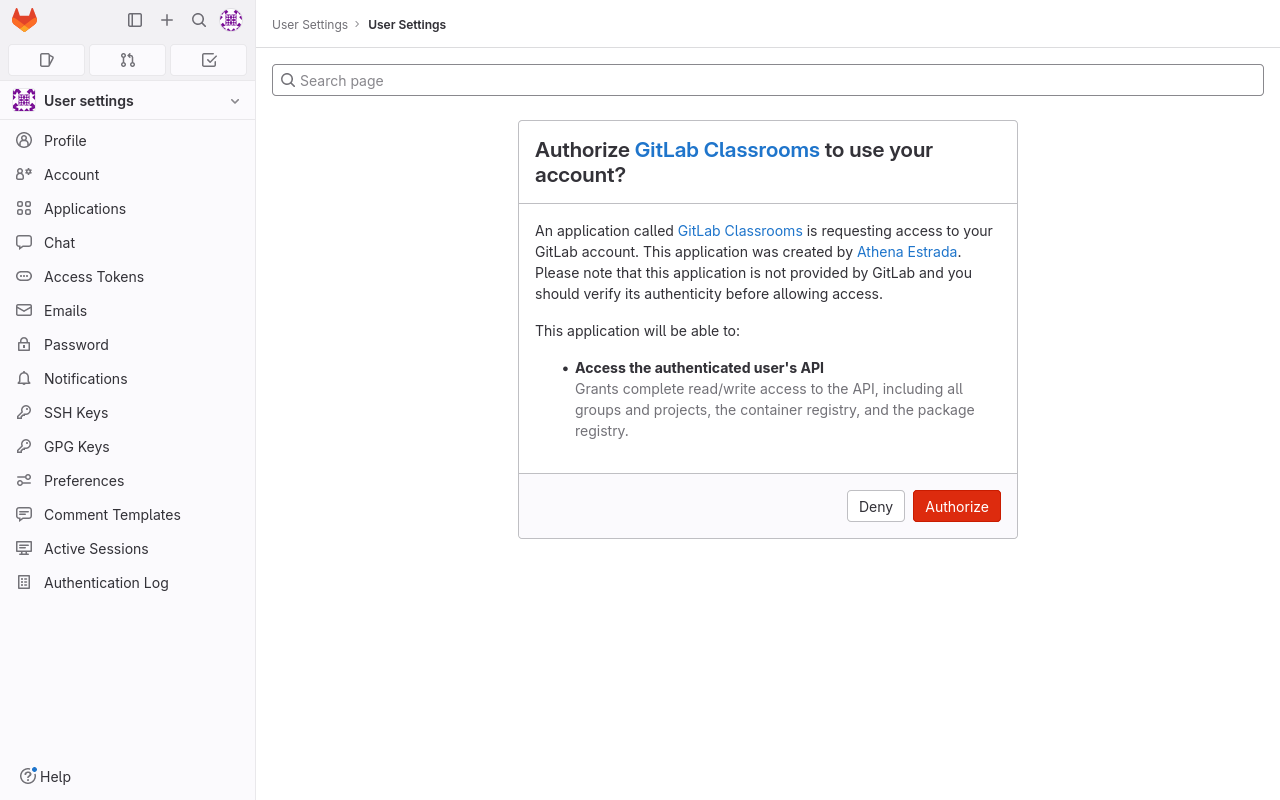 User Settings
User Settings
Search page
User settings
Profile
Account
Applications
Chat
Access Tokens
Emails
Password
Notifications
SSH Keys
GPG Keys
Preferences
Comment Templates
Active Sessions
Authentication Log
Help
Authorize GitLab Classrooms to use your
account?
An application called GitLab Classrooms is requesting access to your
GitLab account. This application was created by Athena Estrada.
Please note that this application is not provided by GitLab and you
should verify its authenticity before allowing access.
This application will be able to:
• Access the authenticated user's API
Grants complete read/write access to the API, including all
groups and projects, the container registry, and the package
registry.
Deny
Authorize